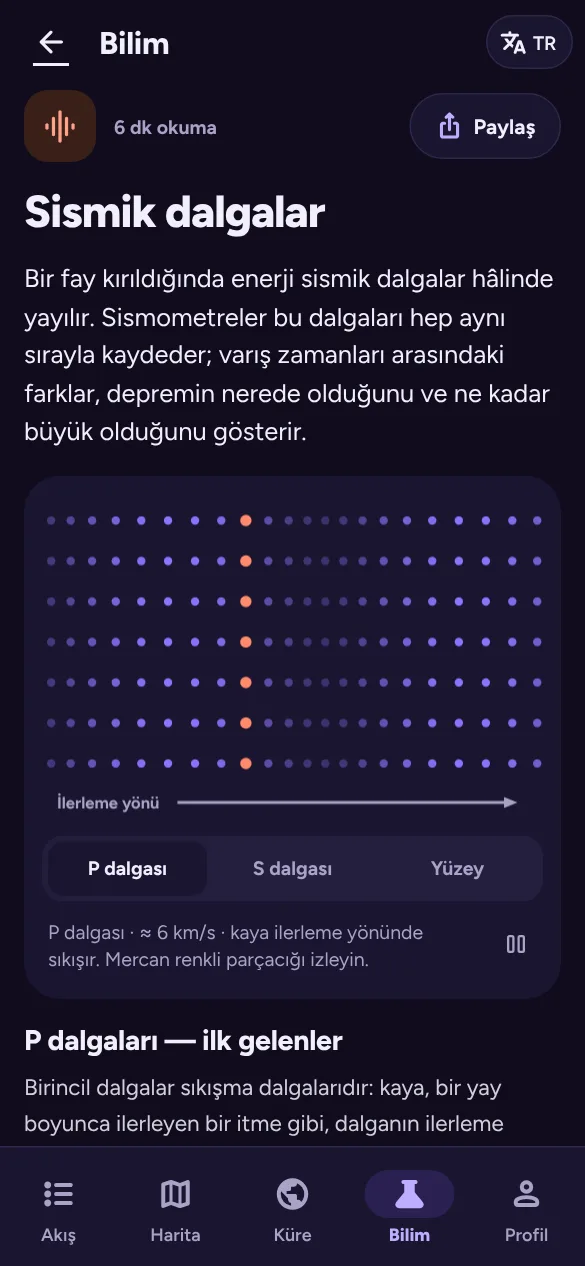 Bilim
TR
6 dk okuma
Paylaş
Sismik dalgalar
Bir fay kırıldığında enerji sismik dalgalar hâlinde
yayılır. Sismometreler bu dalgaları hep aynı
sırayla kaydeder; varış zamanları arasındaki
farklar, depremin nerede olduğunu ve ne kadar
büyük olduğunu gösterir.
İlerleme yönü
P dalgası
S dalgası
Yüzey
P dalgası · ≈ 6 km/s · kaya ilerleme yönünde
sıkışır. Mercan renkli parçacığı izleyin.
P dalgaları — ilk gelenler
Birincil dalgalar sıkışma dalgalarıdır: kaya, bir yay
boyunca ilerleyen bir itme gibi, dalganın ilerleme
Akış
Harita
Küre
Bilim
Profil